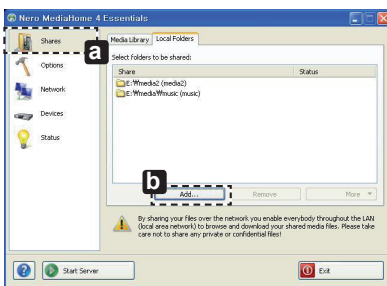 Nero MediaHome 4 Essentials
Shares
a
Options
Network
Devices
Status
Media Library
Local Folders
Select folders to be shared:
Share
Status
E:₩media2 (media2)
E:₩media₩music (music)
b
Add...
Remove
More
By sharing your files over the network you enable everybody throughout the LAN
(local area network) to browse and download your shared media files. Please take
care not to share any private or confidential files!
?
Start Server
Exit